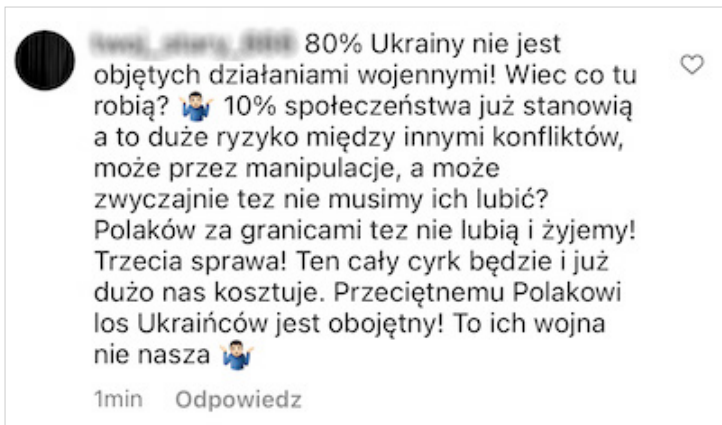 80% Ukrainy nie jest
objętych działaniami wojennymi! Wiec co tu
robią? 🤷🏻‍♂️ 10% społeczeństwa już stanowią
a to duże ryzyko między innymi konfliktów,
może przez manipulacje, a może
zwyczajnie tez nie musimy ich lubić?
Polaków za granicami tez nie lubią i żyjemy!
Trzecia sprawa! Ten cały cyrk będzie i już
dużo nas kosztuje. Przeciętnemu Polakowi
los Ukraińców jest obojętny! To ich wojna
nie nasza 🤷🏻‍♂️
1min Odpowiedz